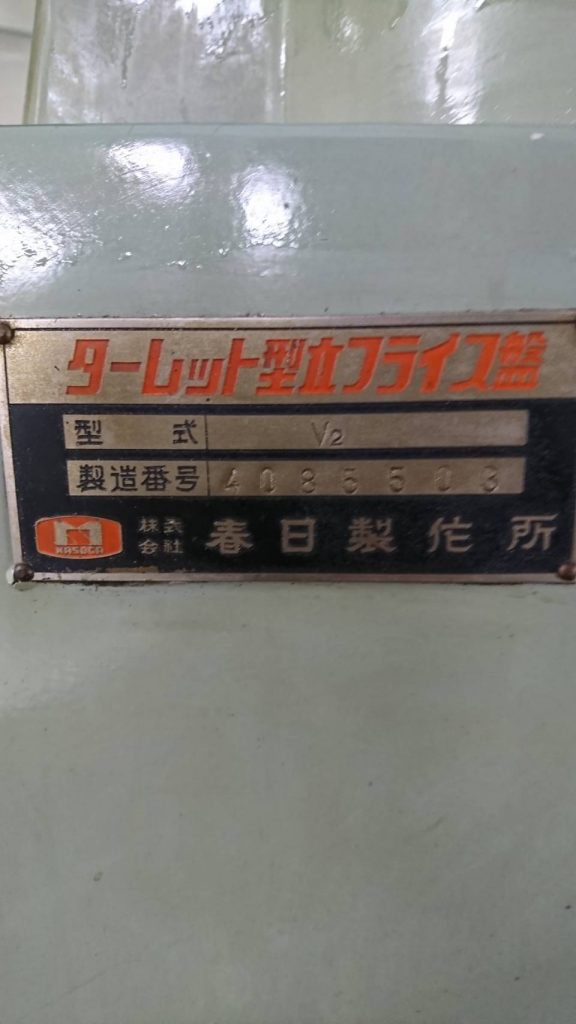 ターレット型立フライス盤
型式 V2
製造番号 4085503
KASUGA
株式会社 春日製作所